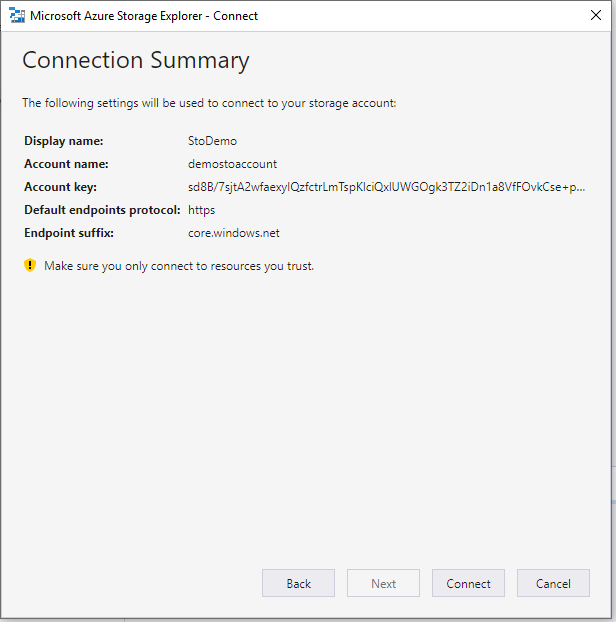 Microsoft Azure Storage Explorer - Connect
Connection Summary
The following settings will be used to connect to your storage account:
Display name: StoDemo
Account name: demostoaccount
Account key: sd8B/7sjtA2wfaexyIQzfctrLmTspKlciQxlUWGOgk3TZ2iDn1a8VfFOvkCse+p...
Default endpoints protocol: https
Endpoint suffix: core.windows.net
Make sure you only connect to resources you trust.
Back Next Connect Cancel